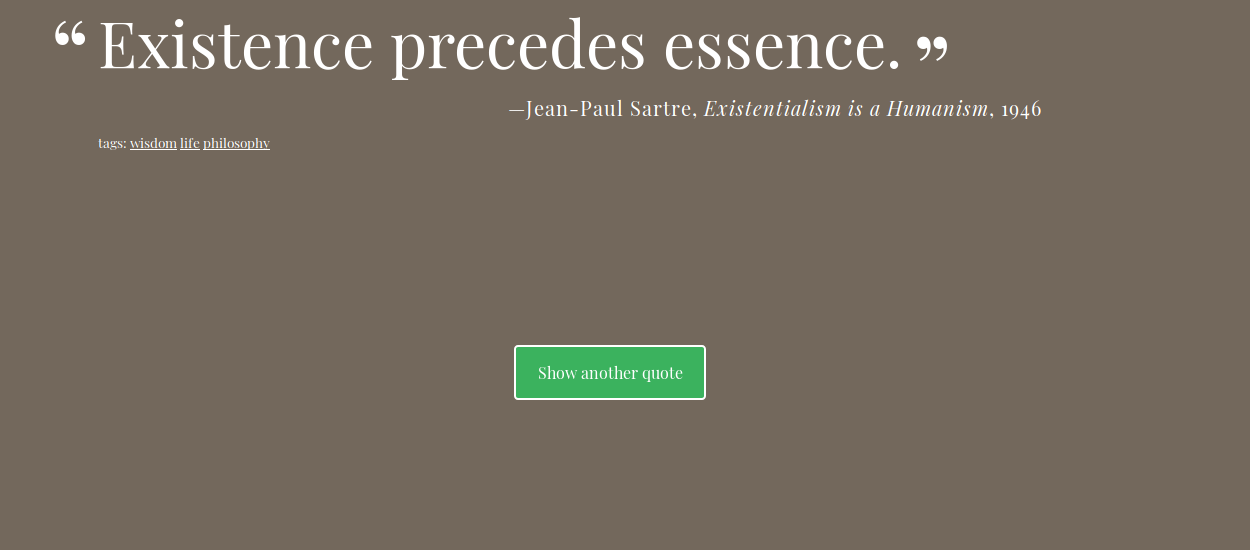 “ Existence precedes essence. ”
—Jean-Paul Sartre, Existentialism is a Humanism, 1946
tags: wisdom life philosophy
Show another quote